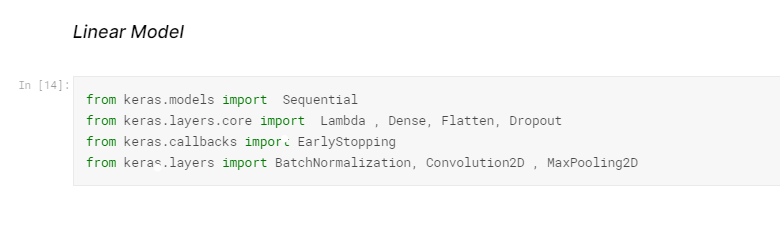 Linear Model
In [14]:
from keras.models import  Sequential
from keras.layers.core import  Lambda , Dense, Flatten, Dropout
from keras.callbacks import EarlyStopping
from keras.layers import BatchNormalization, Convolution2D , MaxPooling2D